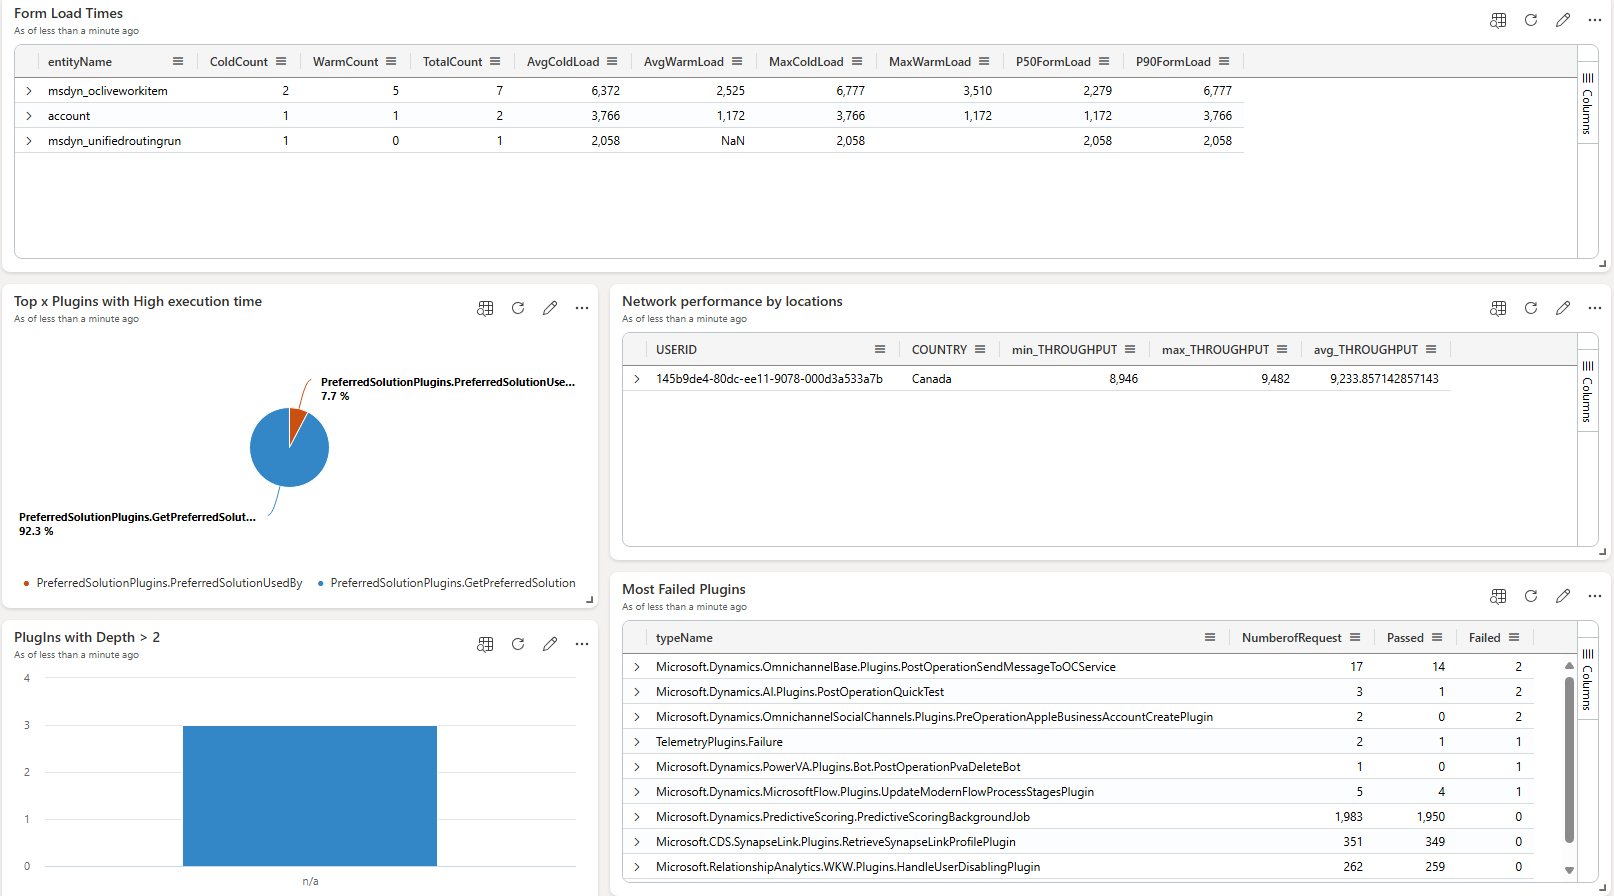 Form Load Times
As of less than a minute ago
entityName ColdCount WarmCount TotalCount AvgColdLoad AvgWarmLoad MaxColdLoad MaxWarmLoad P50FormLoad P90FormLoad
msdyn_ocliveworkitem 2 5 7 6,372 2,525 6,777 3,510 2,279 6,777
account 1 1 2 3,766 1,172 3,766 1,172 1,172 3,766
msdyn_unifiedroutingrun 1 0 1 2,058 NaN 2,058 2,058 2,058
Columns
Top x Plugins with High execution time
As of less than a minute ago
PreferredSolutionPlugins.PreferredSolutionUse...
7.7 %
PreferredSolutionPlugins.GetPreferredSolut...
92.3 %
PreferredSolutionPlugins.PreferredSolutionUsedBy PreferredSolutionPlugins.GetPreferredSolution
Network performance by locations
As of less than a minute ago
USERID COUNTRY min_THROUGHPUT max_THROUGHPUT avg_THROUGHPUT
145b9de4-80dc-ee11-9078-000d3a533a7b Canada 8,946 9,482 9,233.857142857143
Columns
PlugIns with Depth > 2
As of less than a minute ago
4
3
2
1
0
n/a
Most Failed Plugins
As of less than a minute ago
typeName NumberofRequest Passed Failed
Microsoft.Dynamics.OmnichannelBase.Plugins.PostOperationSendMessageToOCService 17 14 2
Microsoft.Dynamics.AI.Plugins.PostOperationQuickTest 3 1 2
Microsoft.Dynamics.OmnichannelSocialChannels.Plugins.PreOperationAppleBusinessAccountCreatePlugin 2 0 2
TelemetryPlugins.Failure 2 1 1
Microsoft.Dynamics.PowerVA.Plugins.Bot.PostOperationPvaDeleteBot 1 0 1
Microsoft.Dynamics.MicrosoftFlow.Plugins.UpdateModernFlowProcessStagesPlugin 5 4 1
Microsoft.Dynamics.PredictiveScoring.PredictiveScoringBackgroundJob 1,983 1,950 0
Microsoft.CDS.SynapseLink.Plugins.RetrieveSynapseLinkProfilePlugin 351 349 0
Microsoft.RelationshipAnalytics.WKW.Plugins.HandleUserDisablingPlugin 262 259 0
Columns